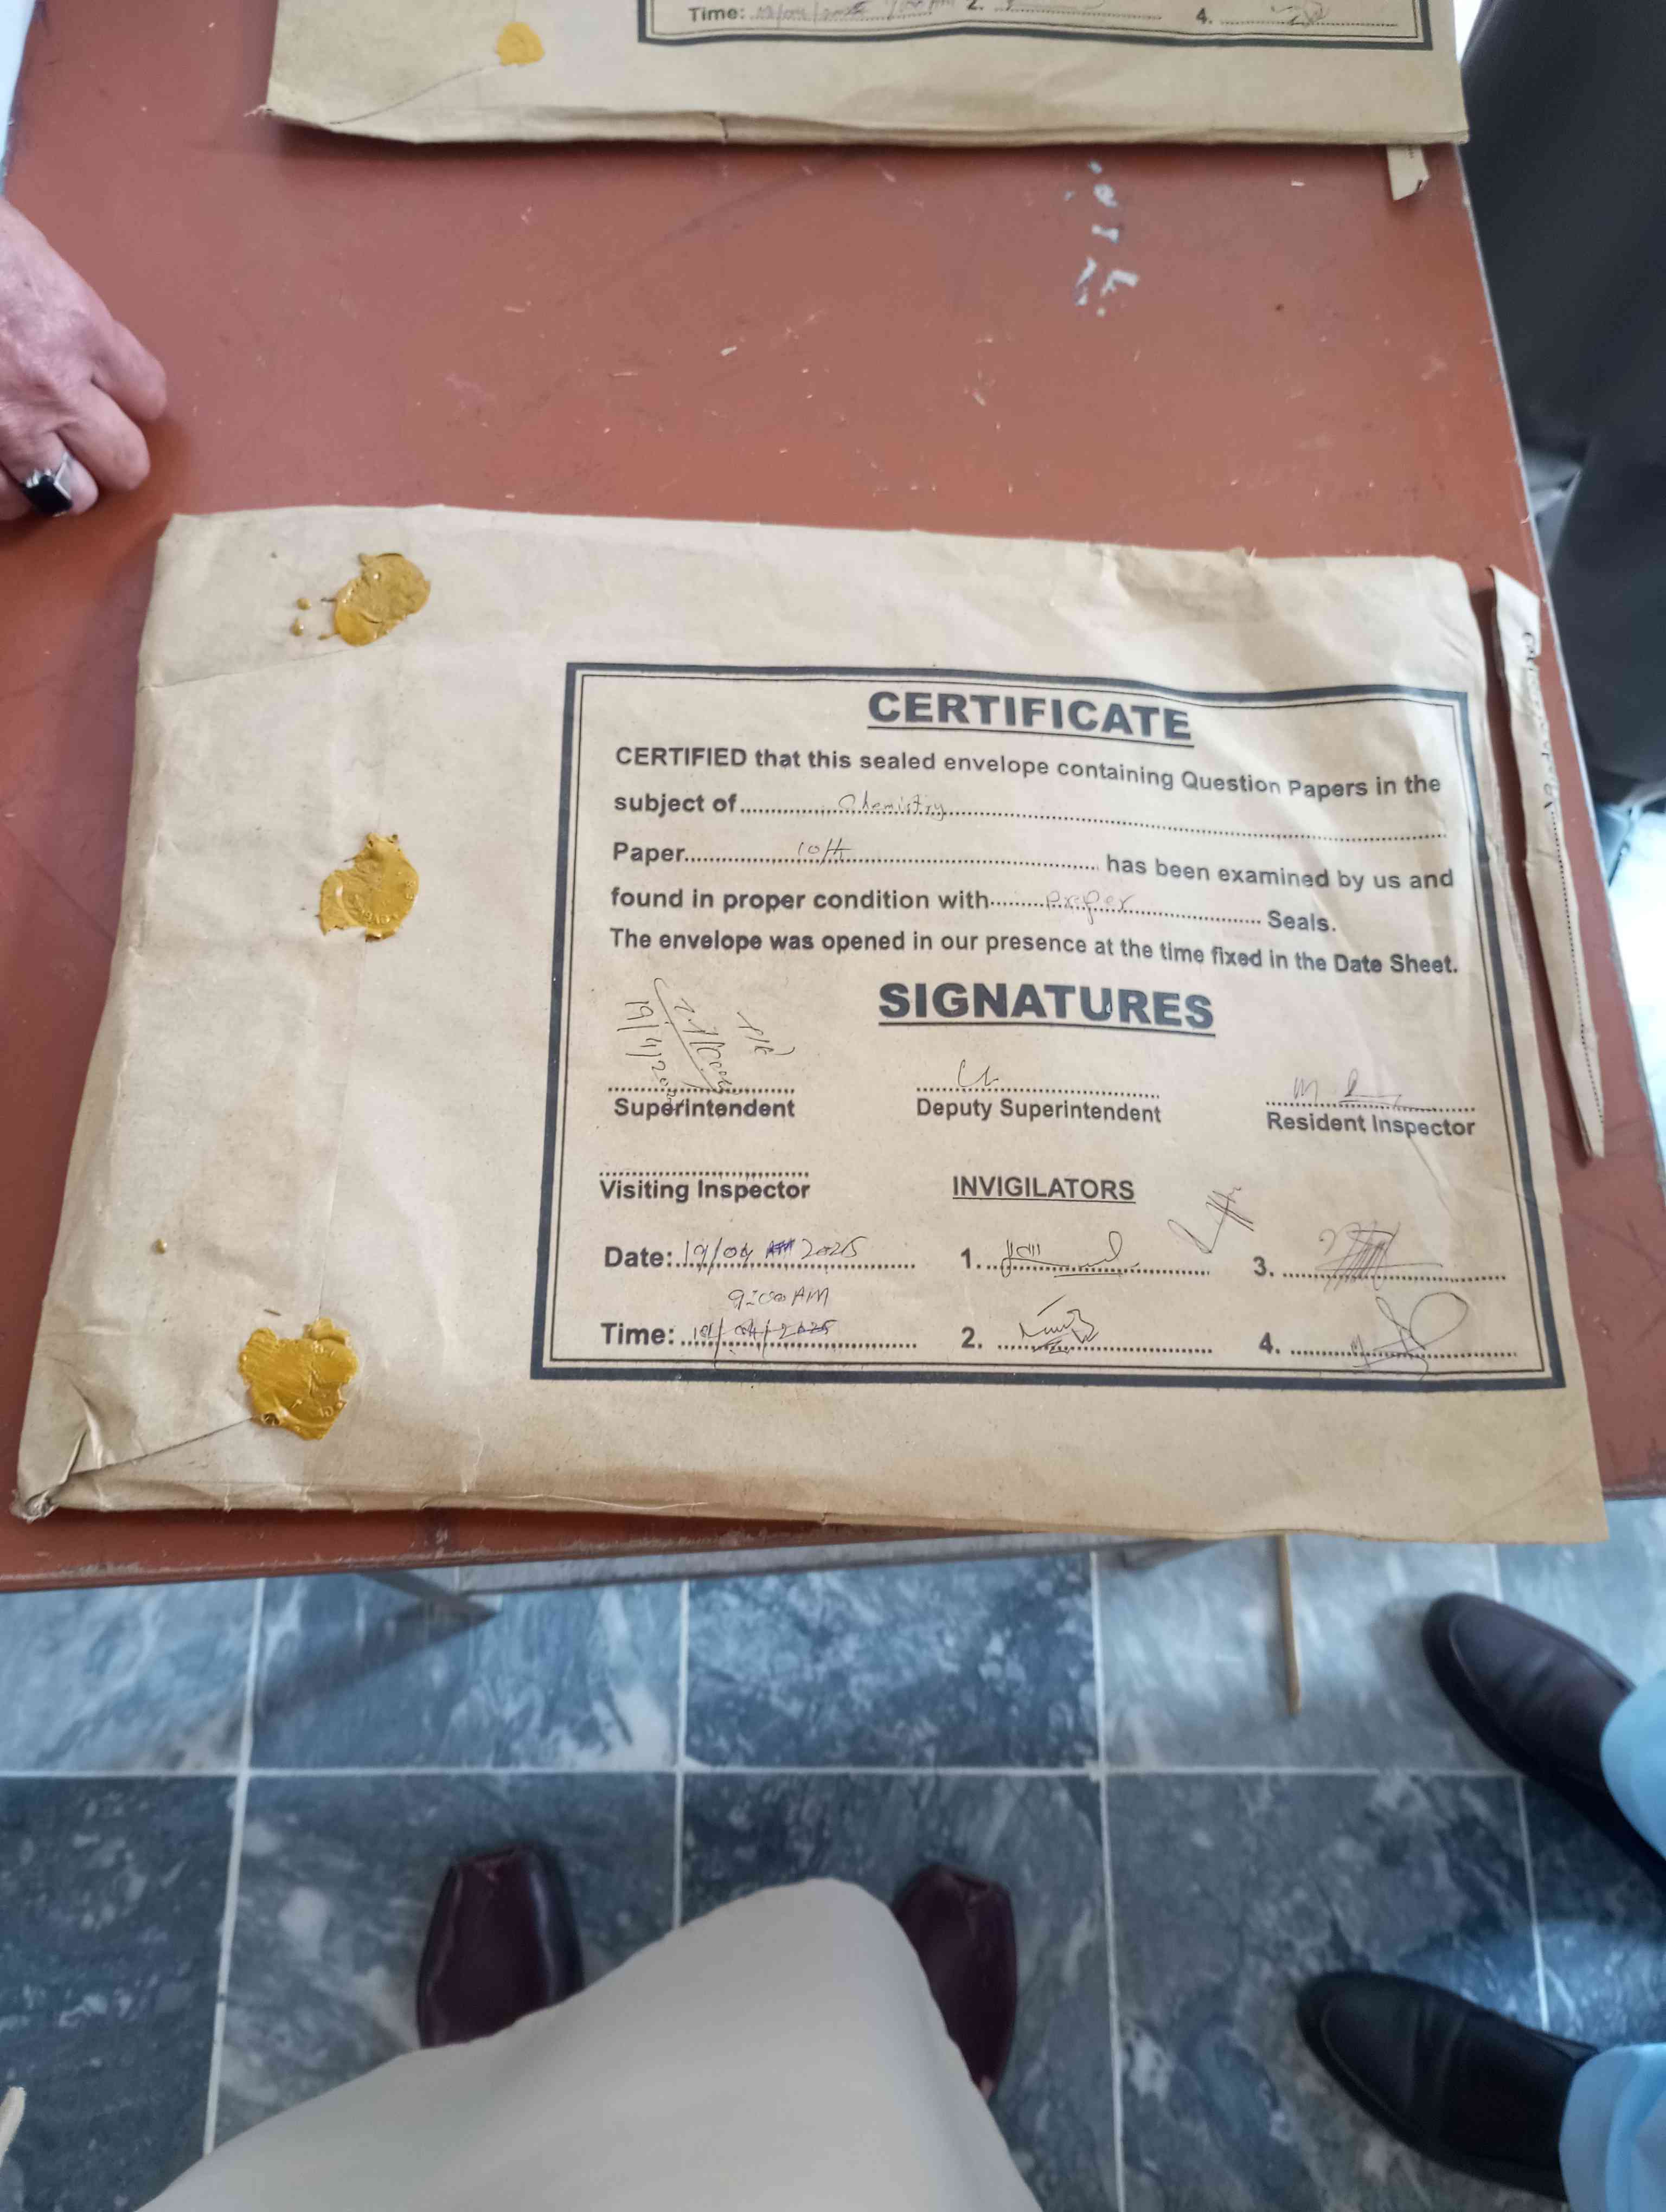 Time:
2.
4.
CERTIFICATE
CERTIFIED that this sealed envelope containing Question Papers in the
subject of Chemistry
Paper 10th has been examined by us and
found in proper condition with proper Seals.
The envelope was opened in our presence at the time fixed in the Date Sheet.
SIGNATURES
Superintendent
Deputy Superintendent
Resident Inspector
Visiting Inspector
INVIGILATORS
Date: 19/04 2025
1.
3.
9:00 AM
Time: 19/04/2025
2.
4.